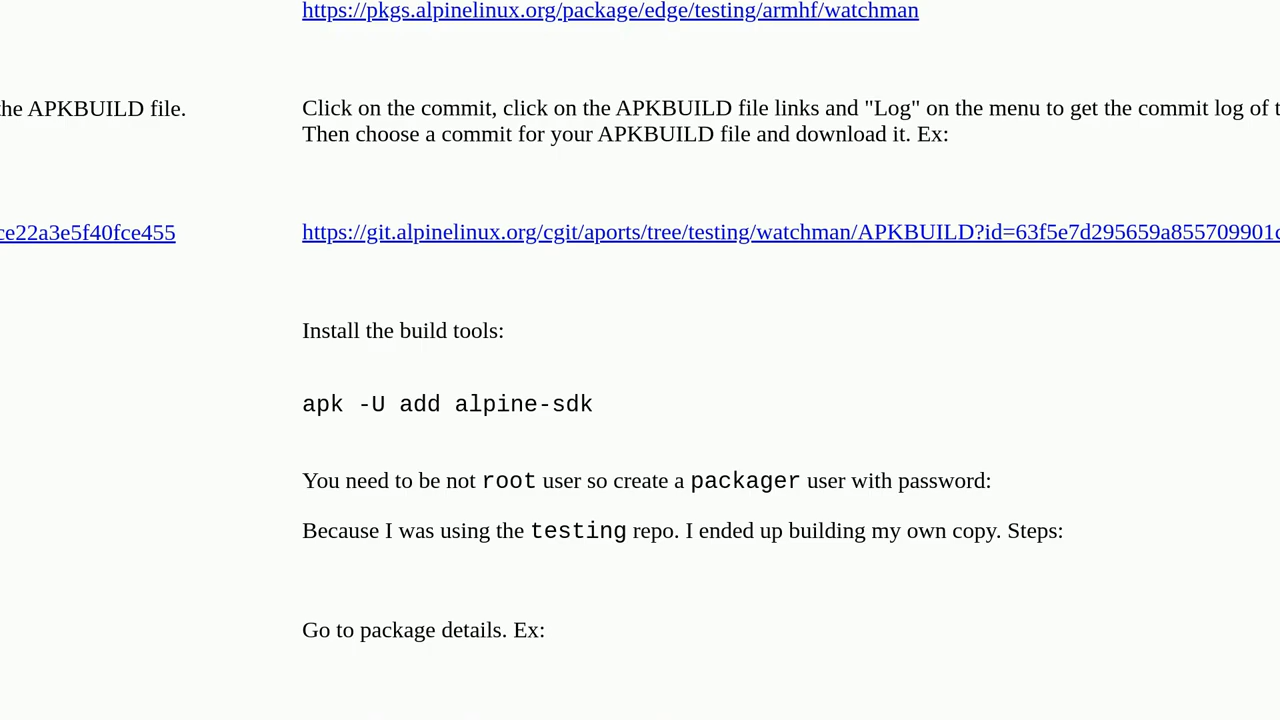 https://pkgs.alpinelinux.org/package/edge/testing/armhf/watchman
the APKBUILD file.
Click on the commit, click on the APKBUILD file links and "Log" on the menu to get the commit log of t
Then choose a commit for your APKBUILD file and download it. Ex:
ce22a3e5f40fce455
https://git.alpinelinux.org/cgit/aports/tree/testing/watchman/APKBUILD?id=63f5e7d295659a855709901c
Install the build tools:
apk -U add alpine-sdk
You need to be not root user so create a packager user with password:
Because I was using the testing repo. I ended up building my own copy. Steps:
Go to package details. Ex: